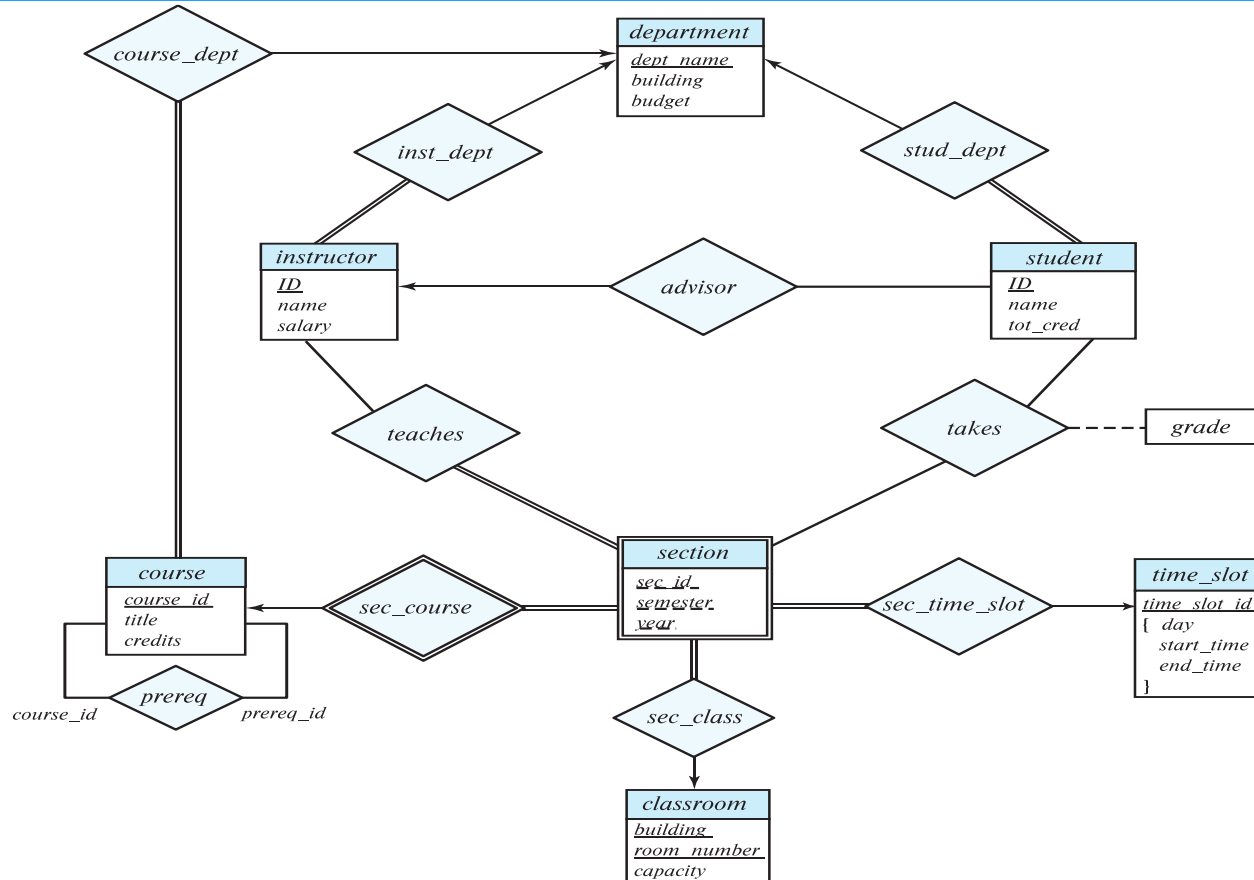 department
course_dept
dept_name
building
budget
inst_dept
stud_dept
instructor
ID
name
salary
advisor
student
ID
name
tot_cred
teaches
takes
grade
section
sec_id
semester
year
course
course_id
title
credits
sec_course
sec_time_slot
time_slot
time_slot_id
{ day
start_time
end_time
}
prereq
course_id
prereq_id
sec_class
classroom
building
room_number
capacity